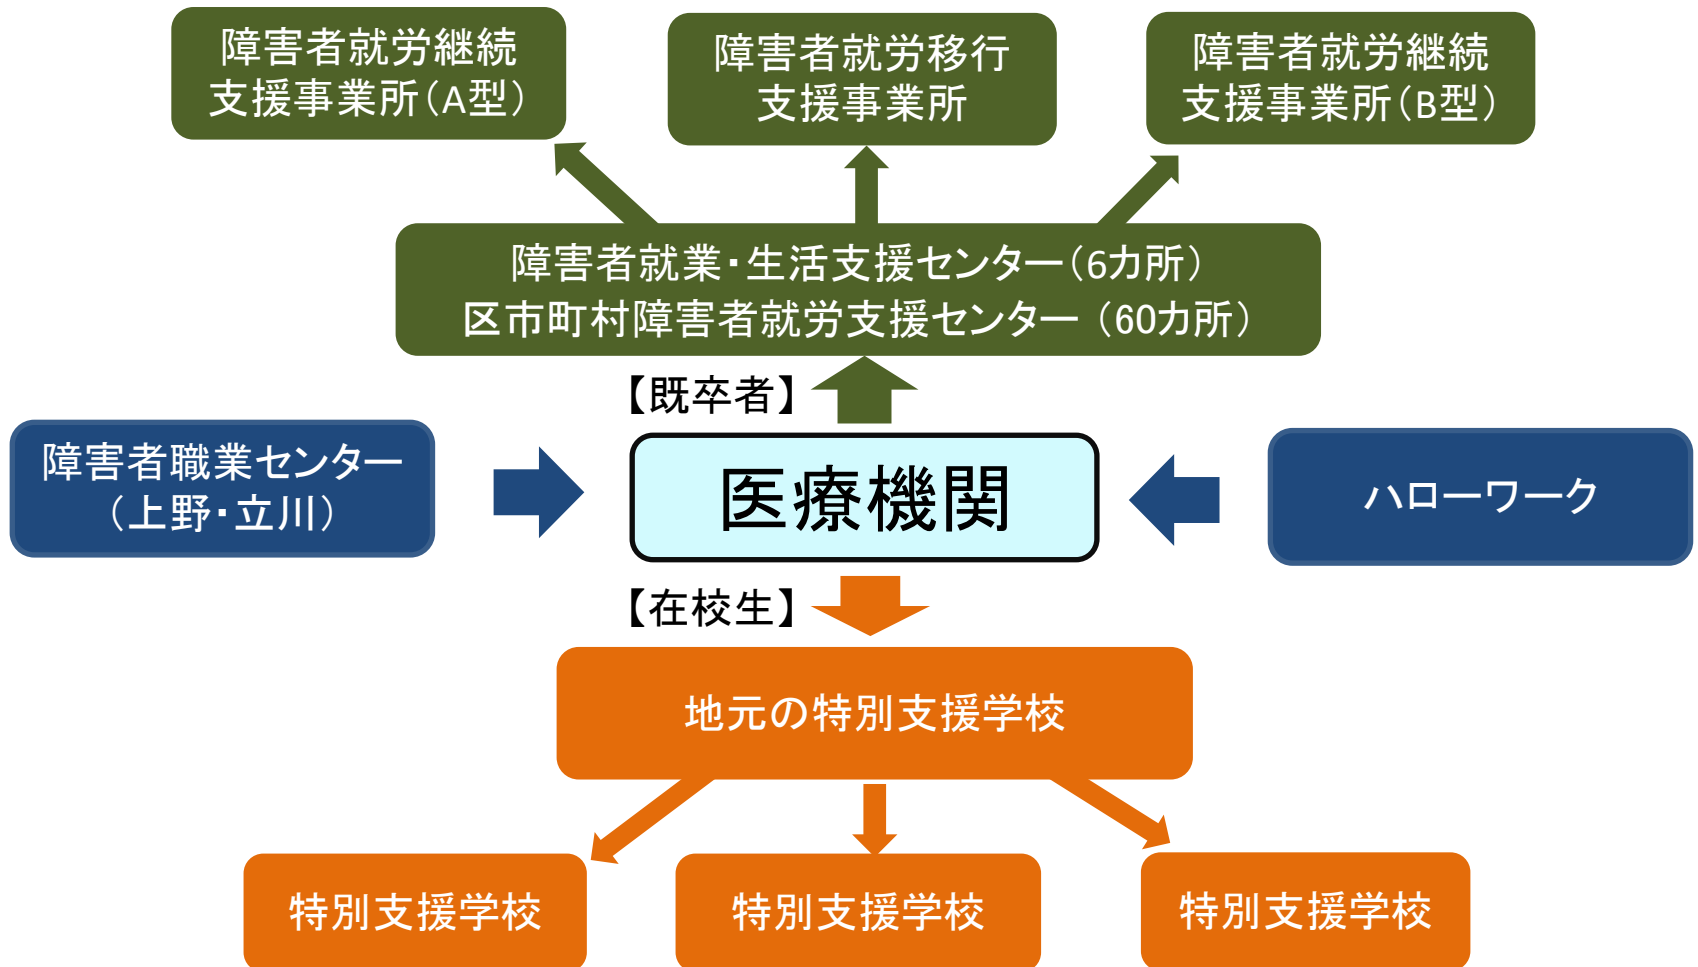 障害者就労継続
支援事業所（A型）
障害者就労移行
支援事業所
障害者就労継続
支援事業所（B型）
障害者就業・生活支援センター（6カ所）
区市町村障害者就労支援センター（60カ所）
【既卒者】
障害者職業センター
（上野・立川）
医療機関
ハローワーク
【在校生】
地元の特別支援学校
特別支援学校
特別支援学校
特別支援学校